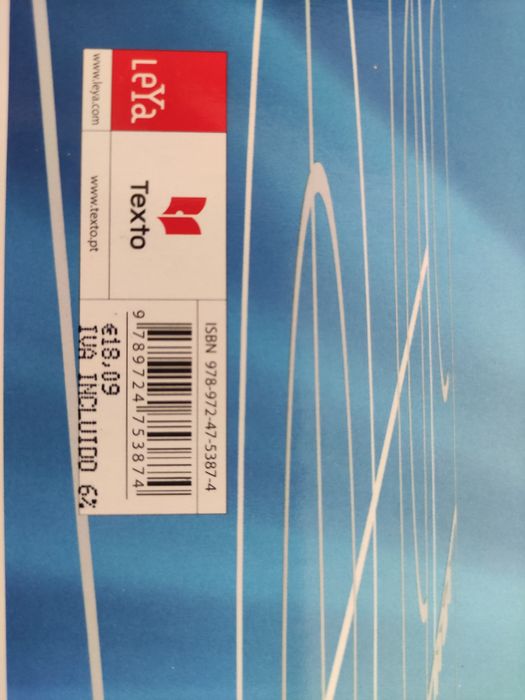 LeYa
www.leya.com
Texto
www.texto.pt
ISBN 978-972-47-5387-4
9 789724 753874
€18,09
IVA INCLUIDO 6%